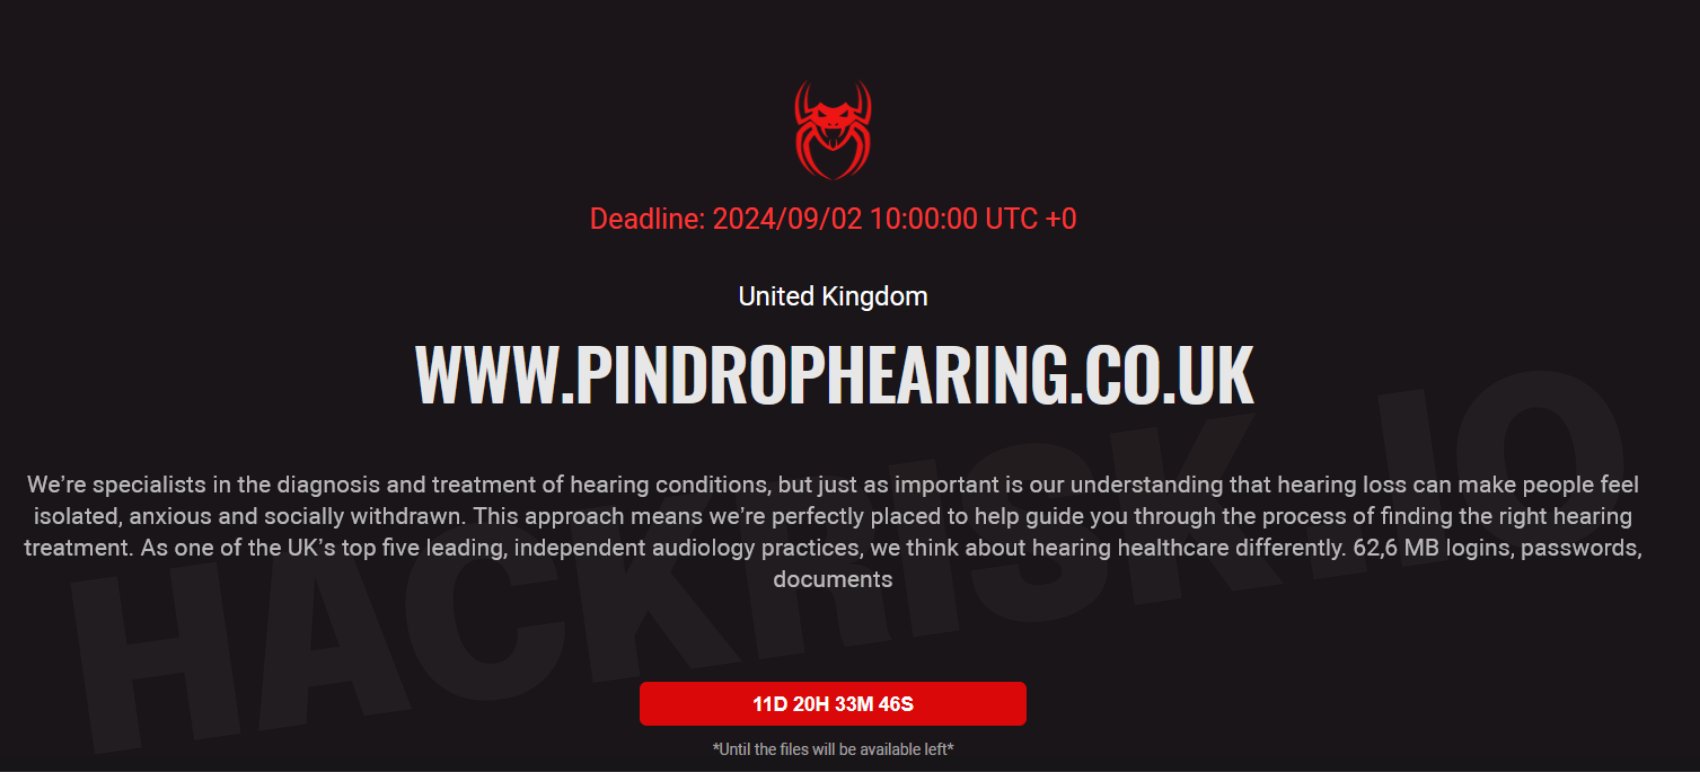 Deadline: 2024/09/02 10:00:00 UTC +0
United Kingdom
WWW.PINDROPHEARING.CO.UK
We’re specialists in the diagnosis and treatment of hearing conditions, but just as important is our understanding that hearing loss can make people feel
isolated, anxious and socially withdrawn. This approach means we’re perfectly placed to help guide you through the process of finding the right hearing
treatment. As one of the UK’s top five leading, independent audiology practices, we think about hearing healthcare differently. 62,6 MB logins, passwords,
documents
HACKRISK.IO
11D 20H 33M 46S
*Until the files will be available left*